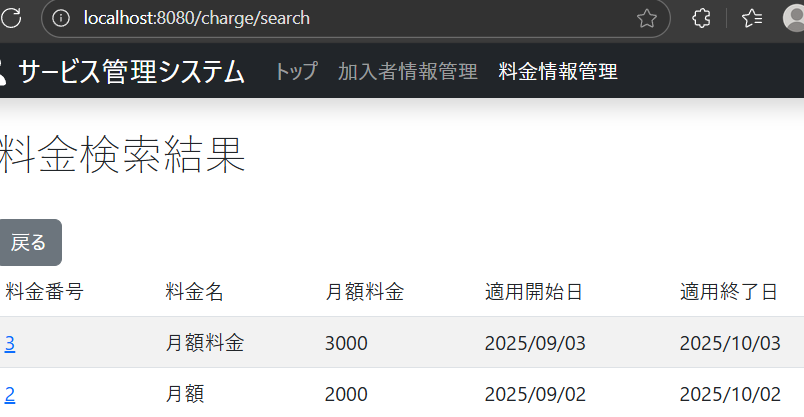 localhost:8080/charge/search
サービス管理システム トップ 加入者情報管理 料金情報管理
料金検索結果
戻る
料金番号 料金名 月額料金 適用開始日 適用終了日
3 月額料金 3000 2025/09/03 2025/10/03
2 月額 2000 2025/09/02 2025/10/02